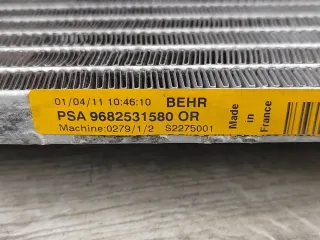 01/04/11 10:46:10 BEHR
PSA 9682531580 OR
Machine:0279/1/2 S2275001
Made
in
France